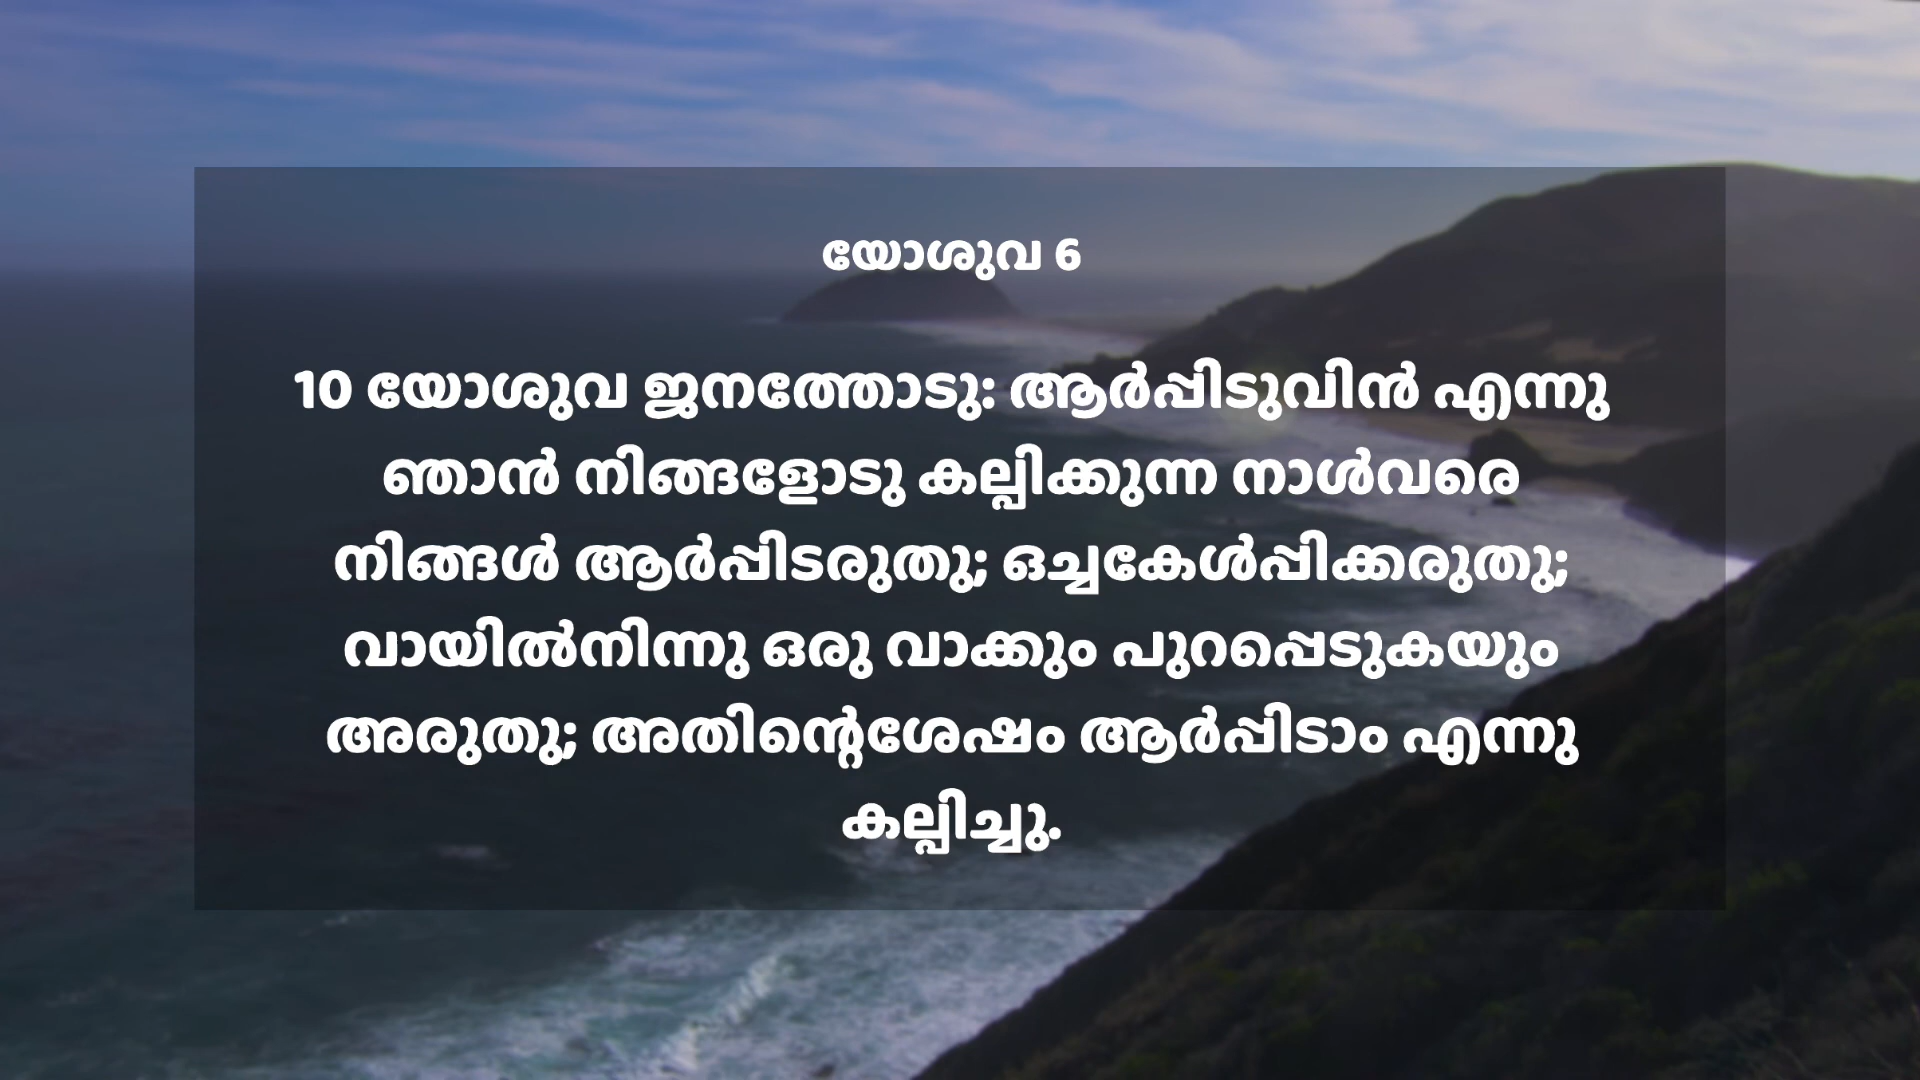 യോശുവ 6
10 യോശുവ ജനത്തോടു: ആർപ്പിടുവിൻ എന്നു
ഞാൻ നിങ്ങളോടു കല്പിക്കുന്ന നാൾവരെ
നിങ്ങൾ ആർപ്പിടരുതു; ഒച്ചകേൾപ്പിക്കരുതു;
വായിൽനിന്നു ഒരു വാക്കും പുറപ്പെടുകയും
അരുതു; അതിന്റെശേഷം ആർപ്പിടാം എന്നു
കല്പിച്ചു.